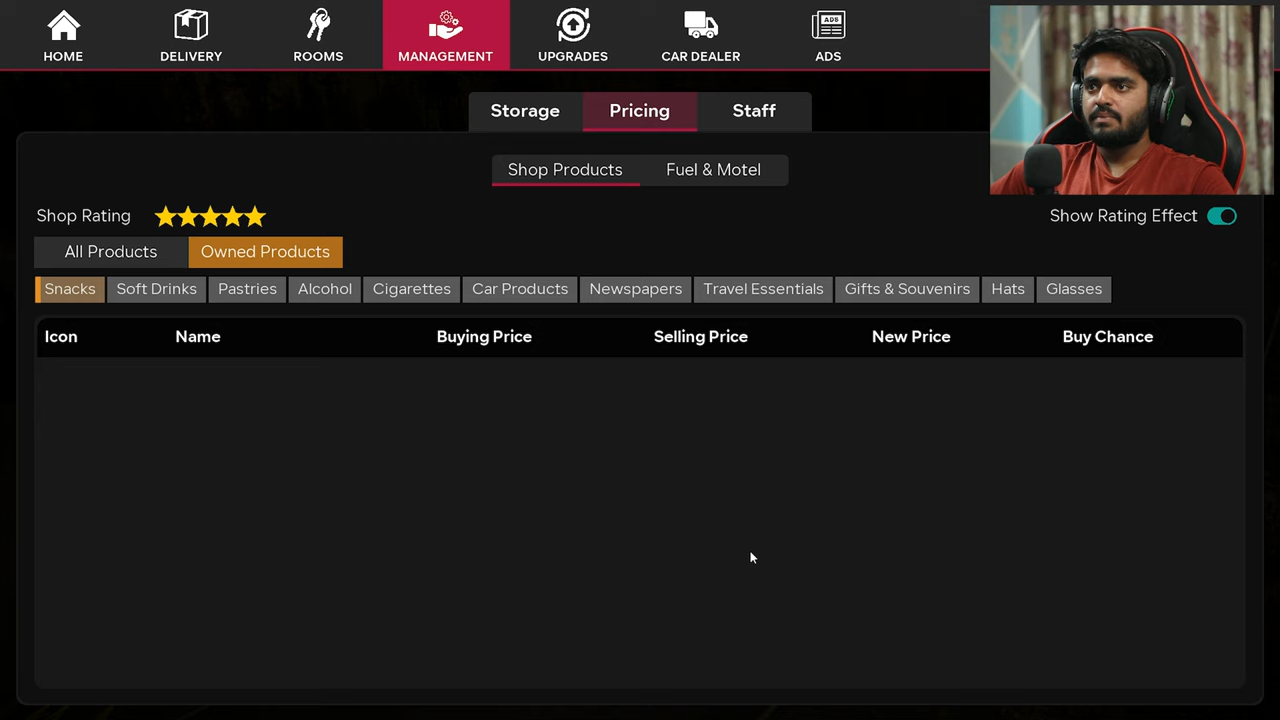 HOME DELIVERY ROOMS MANAGEMENT UPGRADES CAR DEALER ADS
ADS
Storage Pricing Staff
Shop Products Fuel & Motel
Shop Rating Show Rating Effect
All Products Owned Products
Snacks Soft Drinks Pastries Alcohol Cigarettes Car Products Newspapers Travel Essentials Gifts & Souvenirs Hats Glasses
Icon Name Buying Price Selling Price New Price Buy Chance